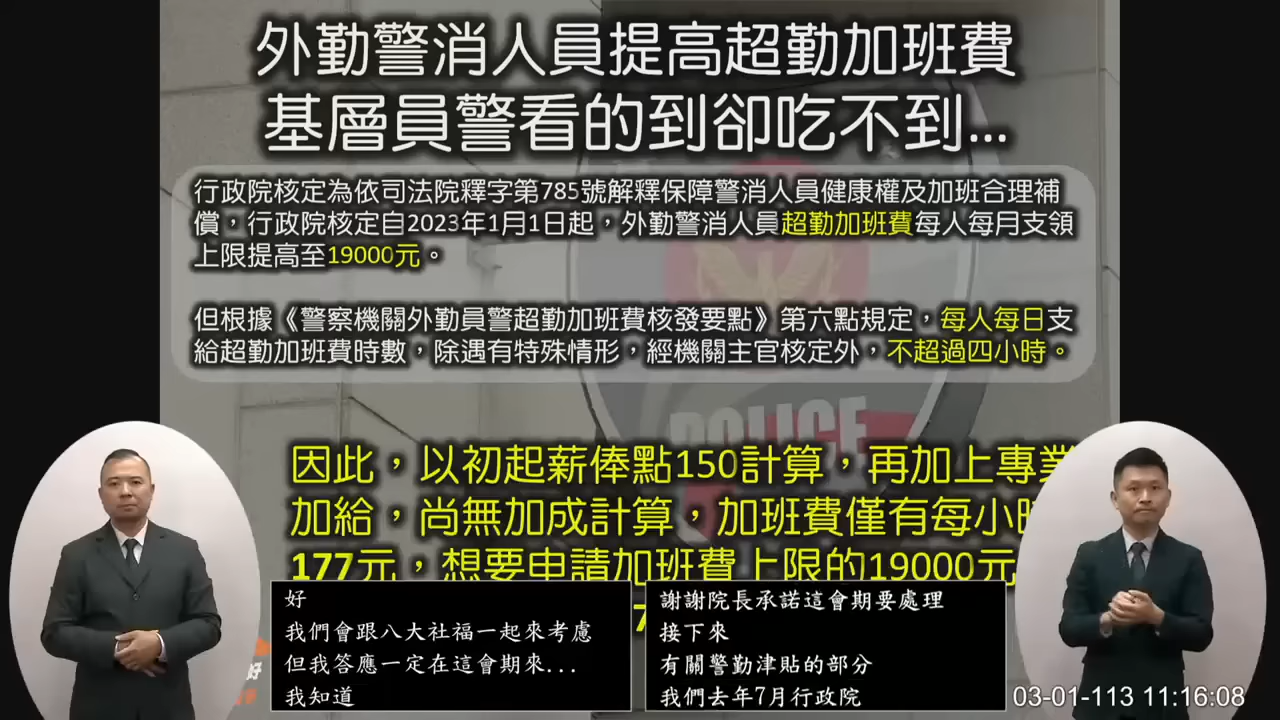 外勤警消人員提高超勤加班費
基層員警看的到卻吃不到...
行政院核定為依司法院釋字第785號解釋保障警消人員健康權及加班合理補
償，行政院核定自2023年1月1日起，外勤警消人員超勤加班費每人每月支領
上限提高至19000元。
但根據《警察機關外勤員警超勤加班費核發要點》第六點規定，每人每日支
給超勤加班費時數，除遇有特殊情形，經機關主官核定外，不超過四小時。
POLICE
因此，以初起薪俸點150計算，再加上專業
加給，尚無加成計算，加班費僅有每小時
177元，想要申請加班費上限的19000元
7
好
好
我們會跟八大社福一起來考慮
但我答應一定在這會期來...
我知道
謝謝院長承諾這會期要處理
接下來
有關警勤津貼的部分
我們去年7月行政院
03-01-113 11:16:08